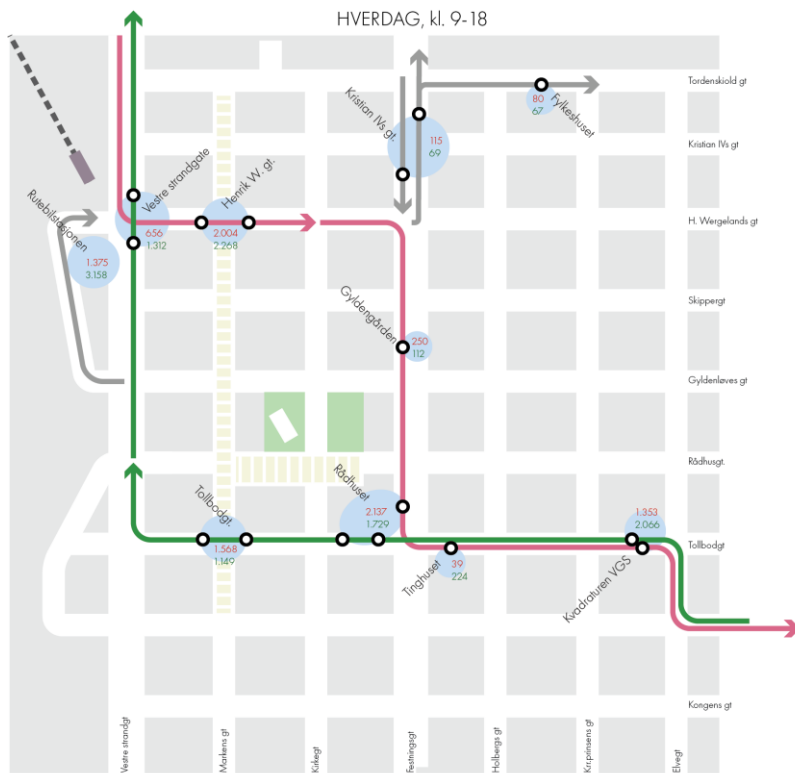 HVERDAG, kl. 9-18
Tordenskiold gt
80
67
Fylkeshuset
Kristian IVs gt.
115
69
Kristian IVs gt
Vestre strandgate
656
1.312
Henrik W. gt.
2.004
2.268
H. Wergelands gt
Rutebilstasjonen
1.375
3.158
Skippergt
Gyldengården
250
112
Gyldenløves gt
Rådhusgt.
Tollbodgt.
1.568
1.149
Rådhuset
2.137
1.729
1.353
2.066
Tollbodgt
Tinghuset
39
224
Kvadraturen VGS
Kongens gt
Vestre strandgt
Markens gt
Kirkegt
Festningsgt
Holbergs gt
Kr.prinsens gt
Elvegt